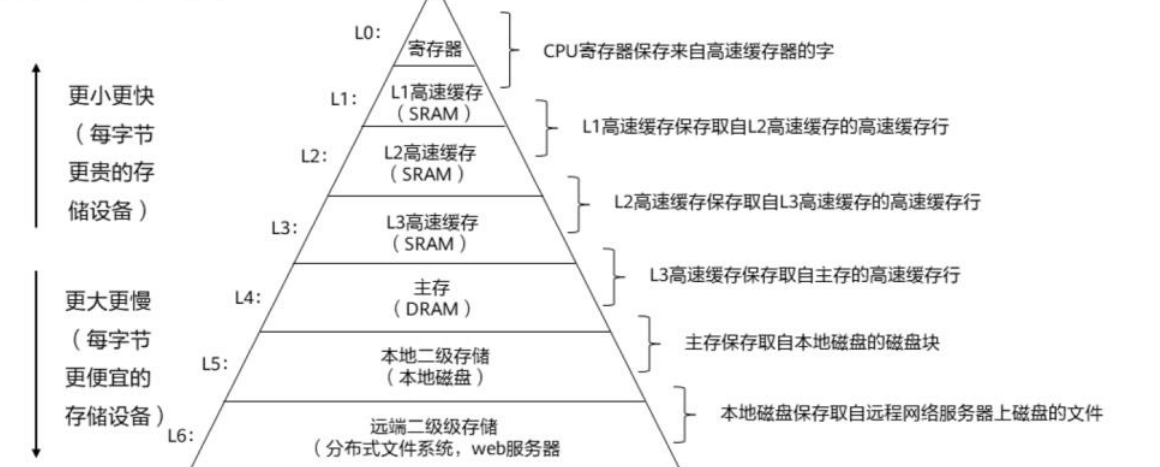 L0:
寄存器
CPU寄存器保存来自高速缓存器的字
更小更快
（每字节
更贵的存
储设备）
L1:
L1高速缓存
（SRAM）
L1高速缓存保存取自L2高速缓存的高速缓存行
L2:
L2高速缓存
（SRAM）
L2高速缓存保存取自L3高速缓存的高速缓存行
L3:
L3高速缓存
（SRAM）
L3高速缓存保存取自主存的高速缓存行
更大更慢
（每字节
更便宜的
存储设备）
L4:
主存
（DRAM）
主存保存取自本地磁盘的磁盘块
L5:
本地二级存储
（本地磁盘）
本地磁盘保存取自远程网络服务器上磁盘的文件
L6:
远端二级级存储
（分布式文件系统，web服务器